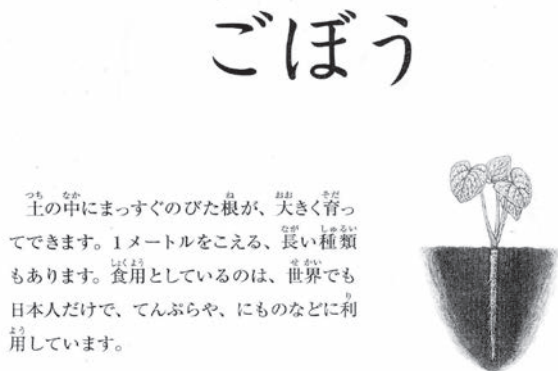 ごぼう
土の中にまっすぐのびた根が、大きく育っ
てできます。1メートルをこえる、長い種類
もあります。食用としているのは、世界でも
日本人だけで、てんぷらや、にものなどに利
用しています。